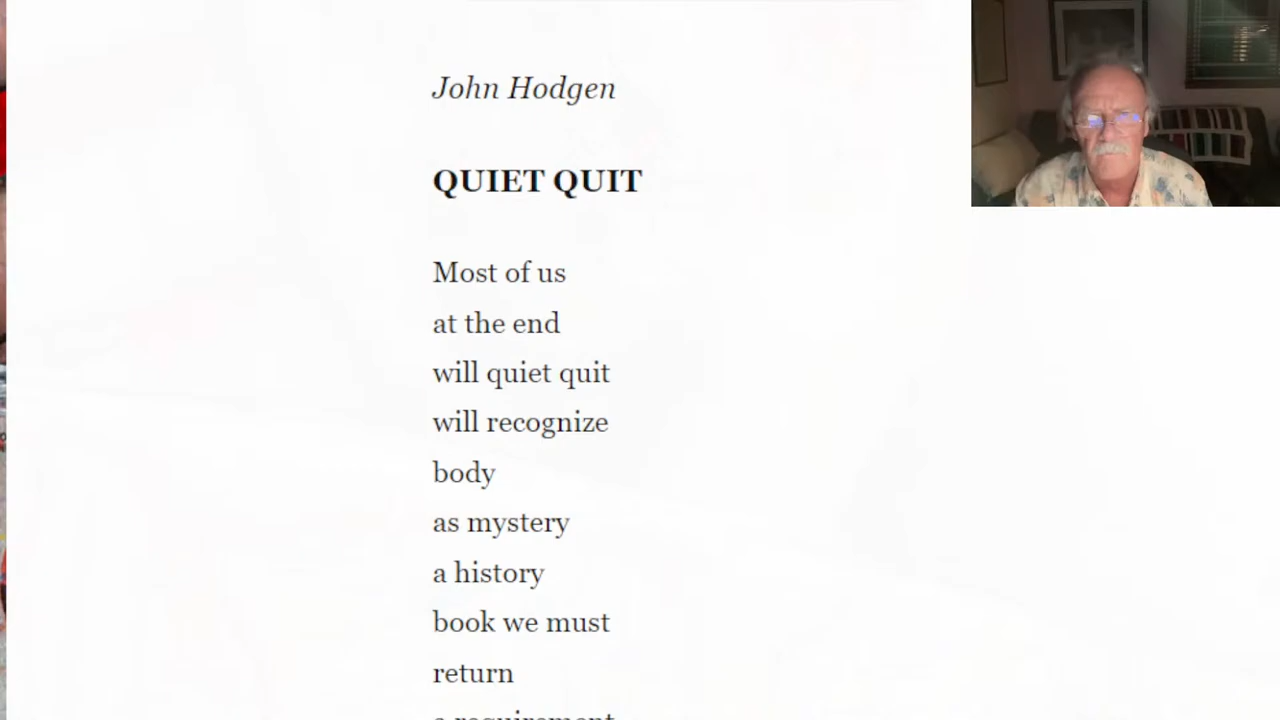 John Hodgen
QUIET QUIT
Most of us
at the end
will quiet quit
will recognize
body
as mystery
a history
book we must
return
a requirement